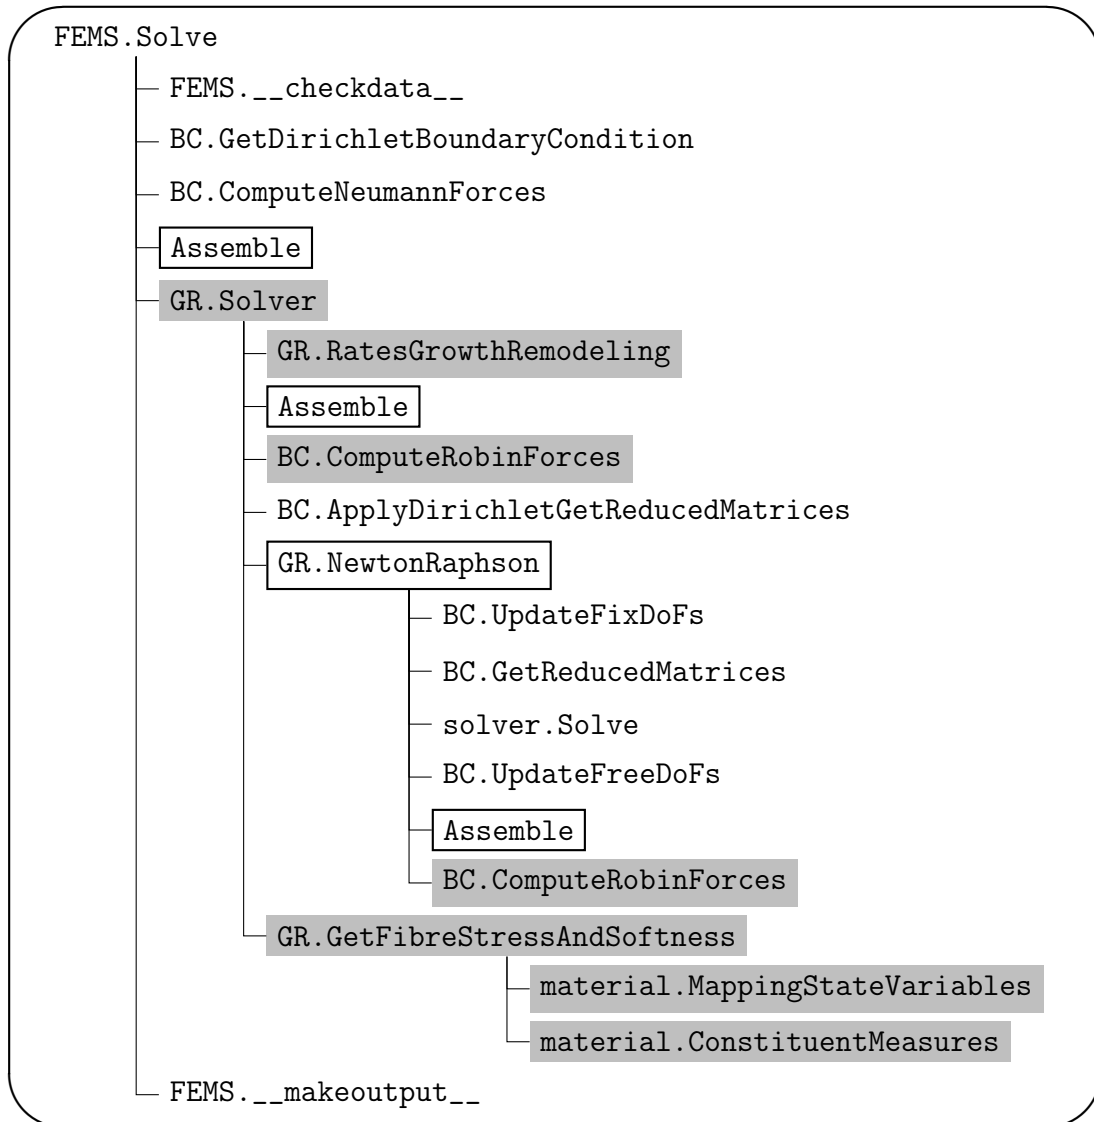 FEMS.Solve
FEMS.__checkdata__
BC.GetDirichletBoundaryCondition
BC.ComputeNeumannForces
Assemble
GR.Solver
GR.RatesGrowthRemodeling
Assemble
BC.ComputeRobinForces
BC.ApplyDirichletGetReducedMatrices
GR.NewtonRaphson
BC.UpdateFixDoFs
BC.GetReducedMatrices
solver.Solve
BC.UpdateFreeDoFs
Assemble
BC.ComputeRobinForces
GR.GetFibreStressAndSoftness
material.MappingStateVariables
material.ConstituentMeasures
FEMS.__makeoutput__